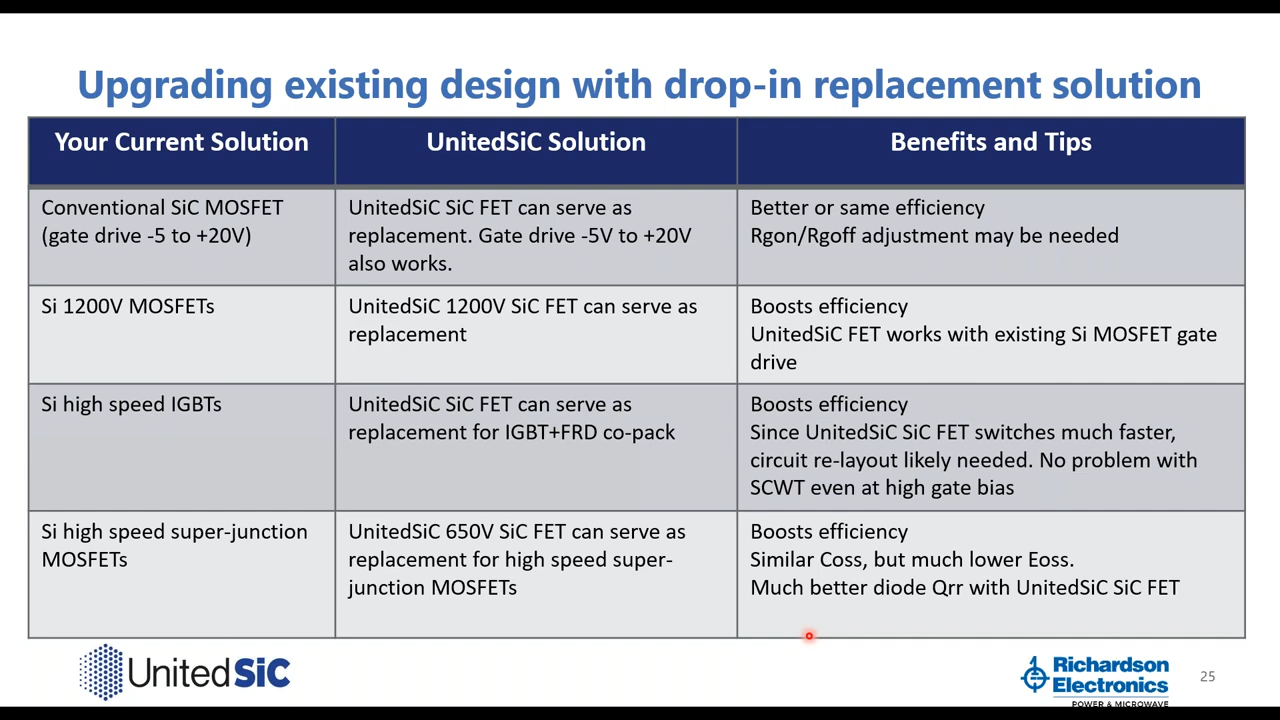 Upgrading existing design with drop-in replacement solution
Your Current Solution
UnitedSiC Solution
Benefits and Tips
Conventional SiC MOSFET
(gate drive -5 to +20V)
UnitedSiC SiC FET can serve as
replacement. Gate drive -5V to +20V
also works.
Better or same efficiency
Rgon/Rgoff adjustment may be needed
Si 1200V MOSFETs
UnitedSiC 1200V SiC FET can serve as
replacement
Boosts efficiency
UnitedSiC FET works with existing Si MOSFET gate
drive
Si high speed IGBTs
UnitedSiC SiC FET can serve as
replacement for IGBT+FRD co-pack
Boosts efficiency
Since UnitedSiC SiC FET switches much faster,
circuit re-layout likely needed. No problem with
SCWT even at high gate bias
Si high speed super-junction
MOSFETs
UnitedSiC 650V SiC FET can serve as
replacement for high speed super-
junction MOSFETs
Boosts efficiency
Similar Coss, but much lower Eoss.
Much better diode Qrr with UnitedSiC SiC FET
UnitedSiC
Richardson
Electronics
POWER & MICROWAVE
25